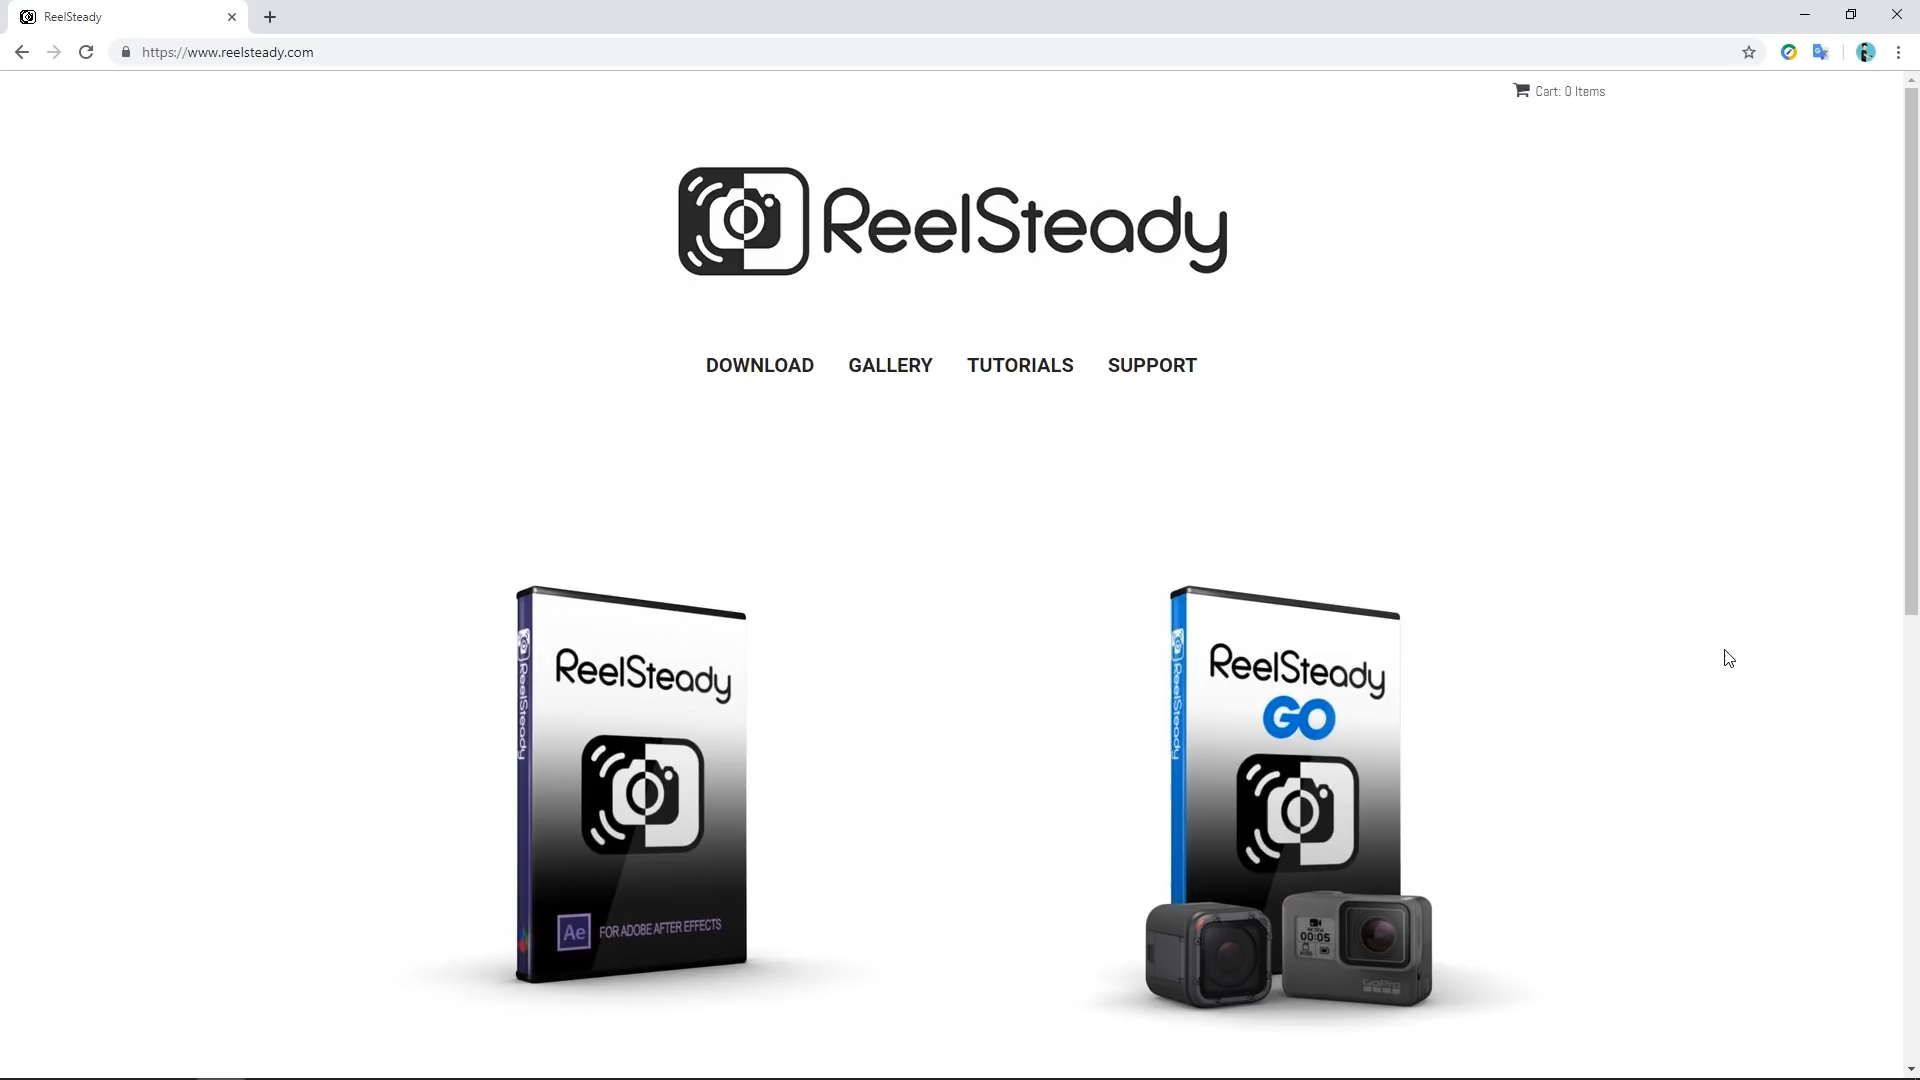 ReelSteady
https://www.reelsteady.com
Cart: 0 Items
ReelSteady
DOWNLOAD GALLERY TUTORIALS SUPPORT
ReelSteady
ReelSteady
Ae FOR ADOBE AFTER EFFECTS
ReelSteady
GO
ReelSteady
00:05
GoPro